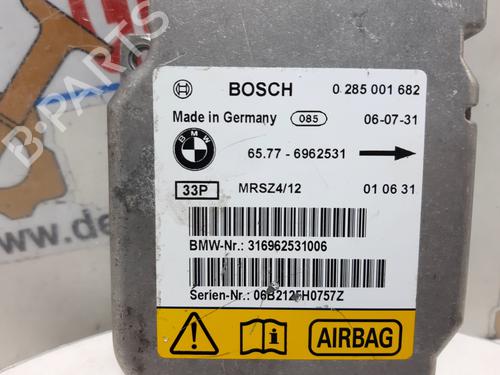 BOSCH 0 285 001 682
Made in Germany 085 06-07-31
BMW
65.77 - 6962531
33P MRSZ4/12 01 06 31
BMW-Nr.: 316962531006
Serien-Nr.: 06B212FH0757Z
AIRBAG
B-PARTS
www.de